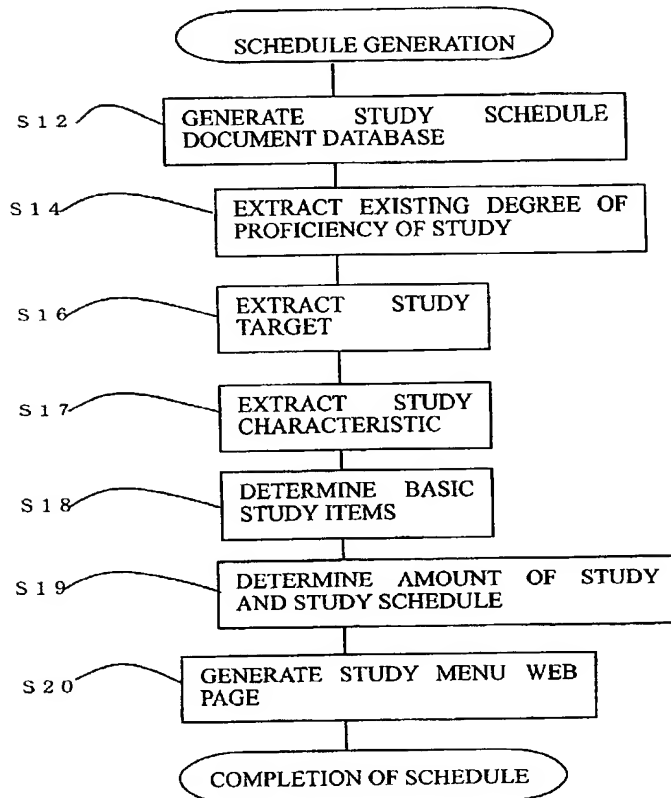 SCHEDULE GENERATION
S12
GENERATE STUDY SCHEDULE
DOCUMENT DATABASE
S14
EXTRACT EXISTING DEGREE OF
PROFICIENCY OF STUDY
S16
EXTRACT STUDY
TARGET
S17
EXTRACT STUDY
CHARACTERISTIC
S18
DETERMINE BASIC
STUDY ITEMS
S19
DETERMINE AMOUNT OF STUDY
AND STUDY SCHEDULE
S20
GENERATE STUDY MENU WEB
PAGE
COMPLETION OF SCHEDULE